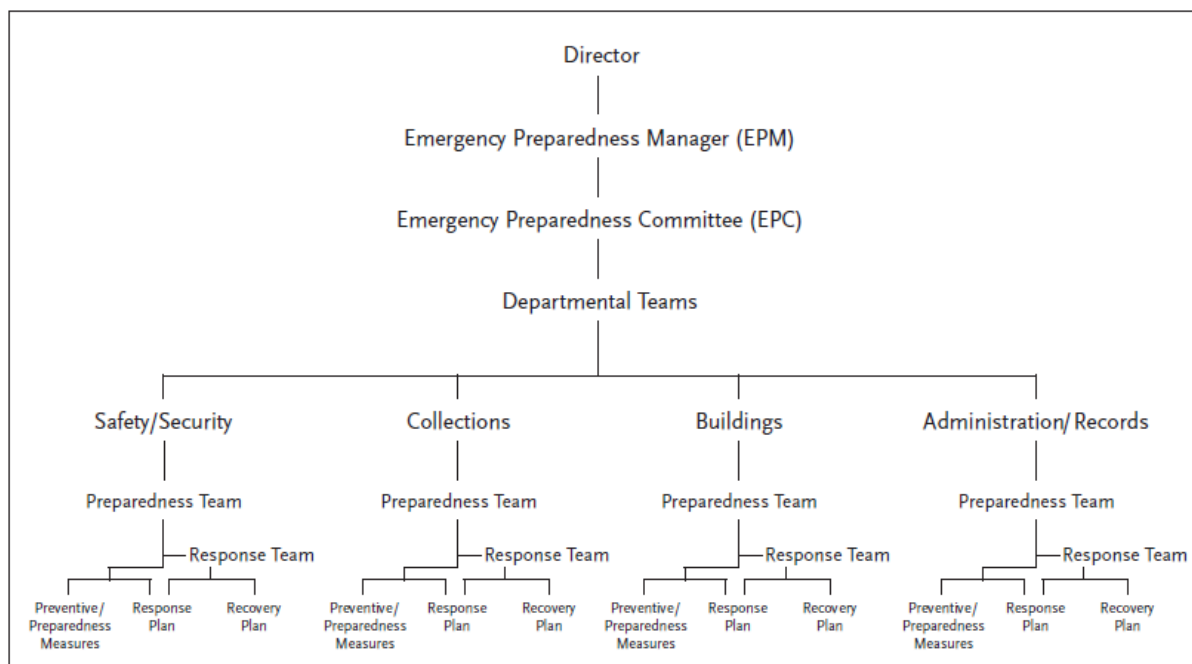 Director
Emergency Preparedness Manager (EPM)
Emergency Preparedness Committee (EPC)
Departmental Teams
Safety/Security
Collections
Buildings
Administration/Records
Preparedness Team
Preparedness Team
Preparedness Team
Preparedness Team
Response Team
Response Team
Response Team
Response Team
Preventive/
Preparedness
Measures
Response
Plan
Recovery
Plan
Preventive/
Preparedness
Measures
Response
Plan
Recovery
Plan
Preventive/
Preparedness
Measures
Response
Plan
Recovery
Plan
Preventive/
Preparedness
Measures
Response
Plan
Recovery
Plan